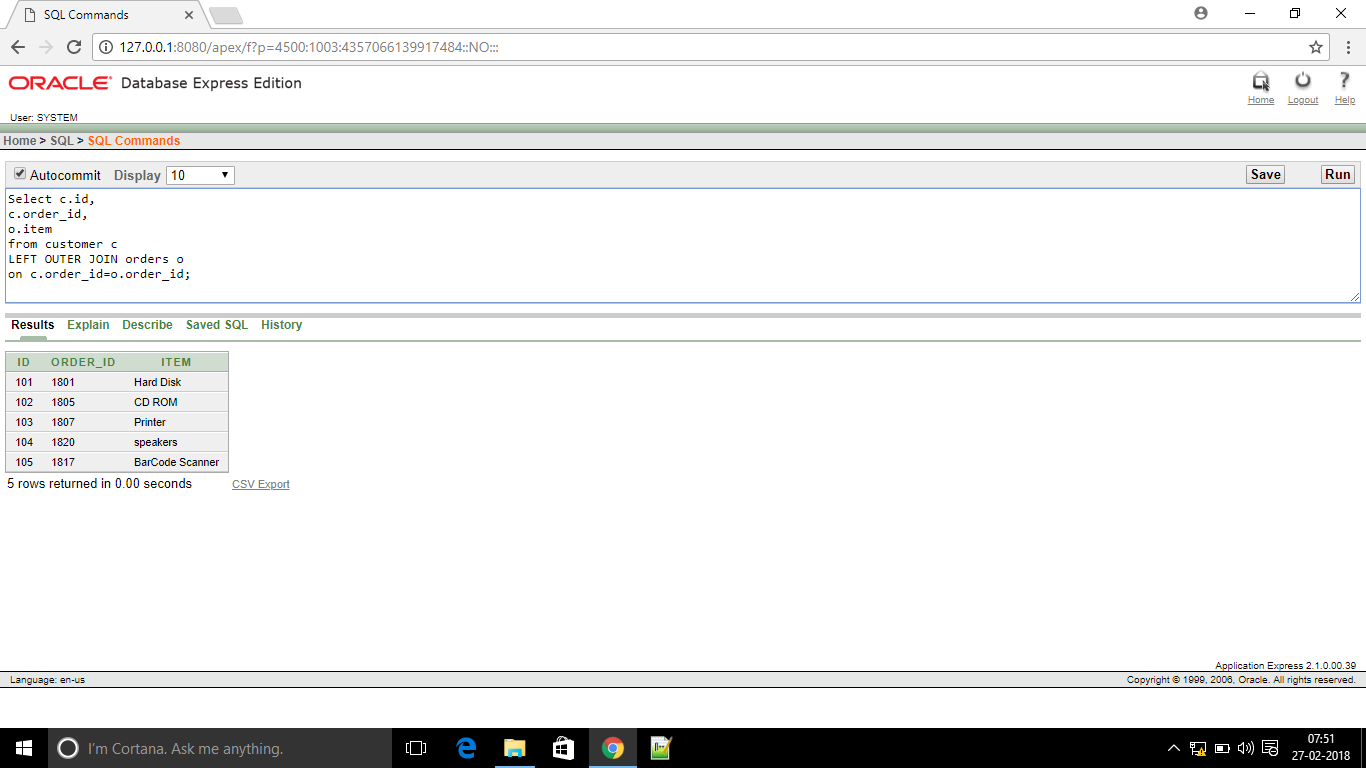 SQL Commands
127.0.0.1:8080/apex/f?p=4500:1003:4357066139917484::NO:::
ORACLE Database Express Edition
Home Logout Help
User: SYSTEM
Home > SQL > SQL Commands
Autocommit Display 10 Save Run
Select c.id,
c.order_id,
o.item
from customer c
LEFT OUTER JOIN orders o
on c.order_id=o.order_id;
Results Explain Describe Saved SQL History
ID ORDER_ID ITEM
101 1801 Hard Disk
102 1805 CD ROM
103 1807 Printer
104 1820 speakers
105 1817 BarCode Scanner
5 rows returned in 0.00 seconds CSV Export
Application Express 2.1.0.00.39
Language: en-us Copyright © 1999, 2006, Oracle. All rights reserved.
I'm Cortana. Ask me anything.
07:51
27-02-2018